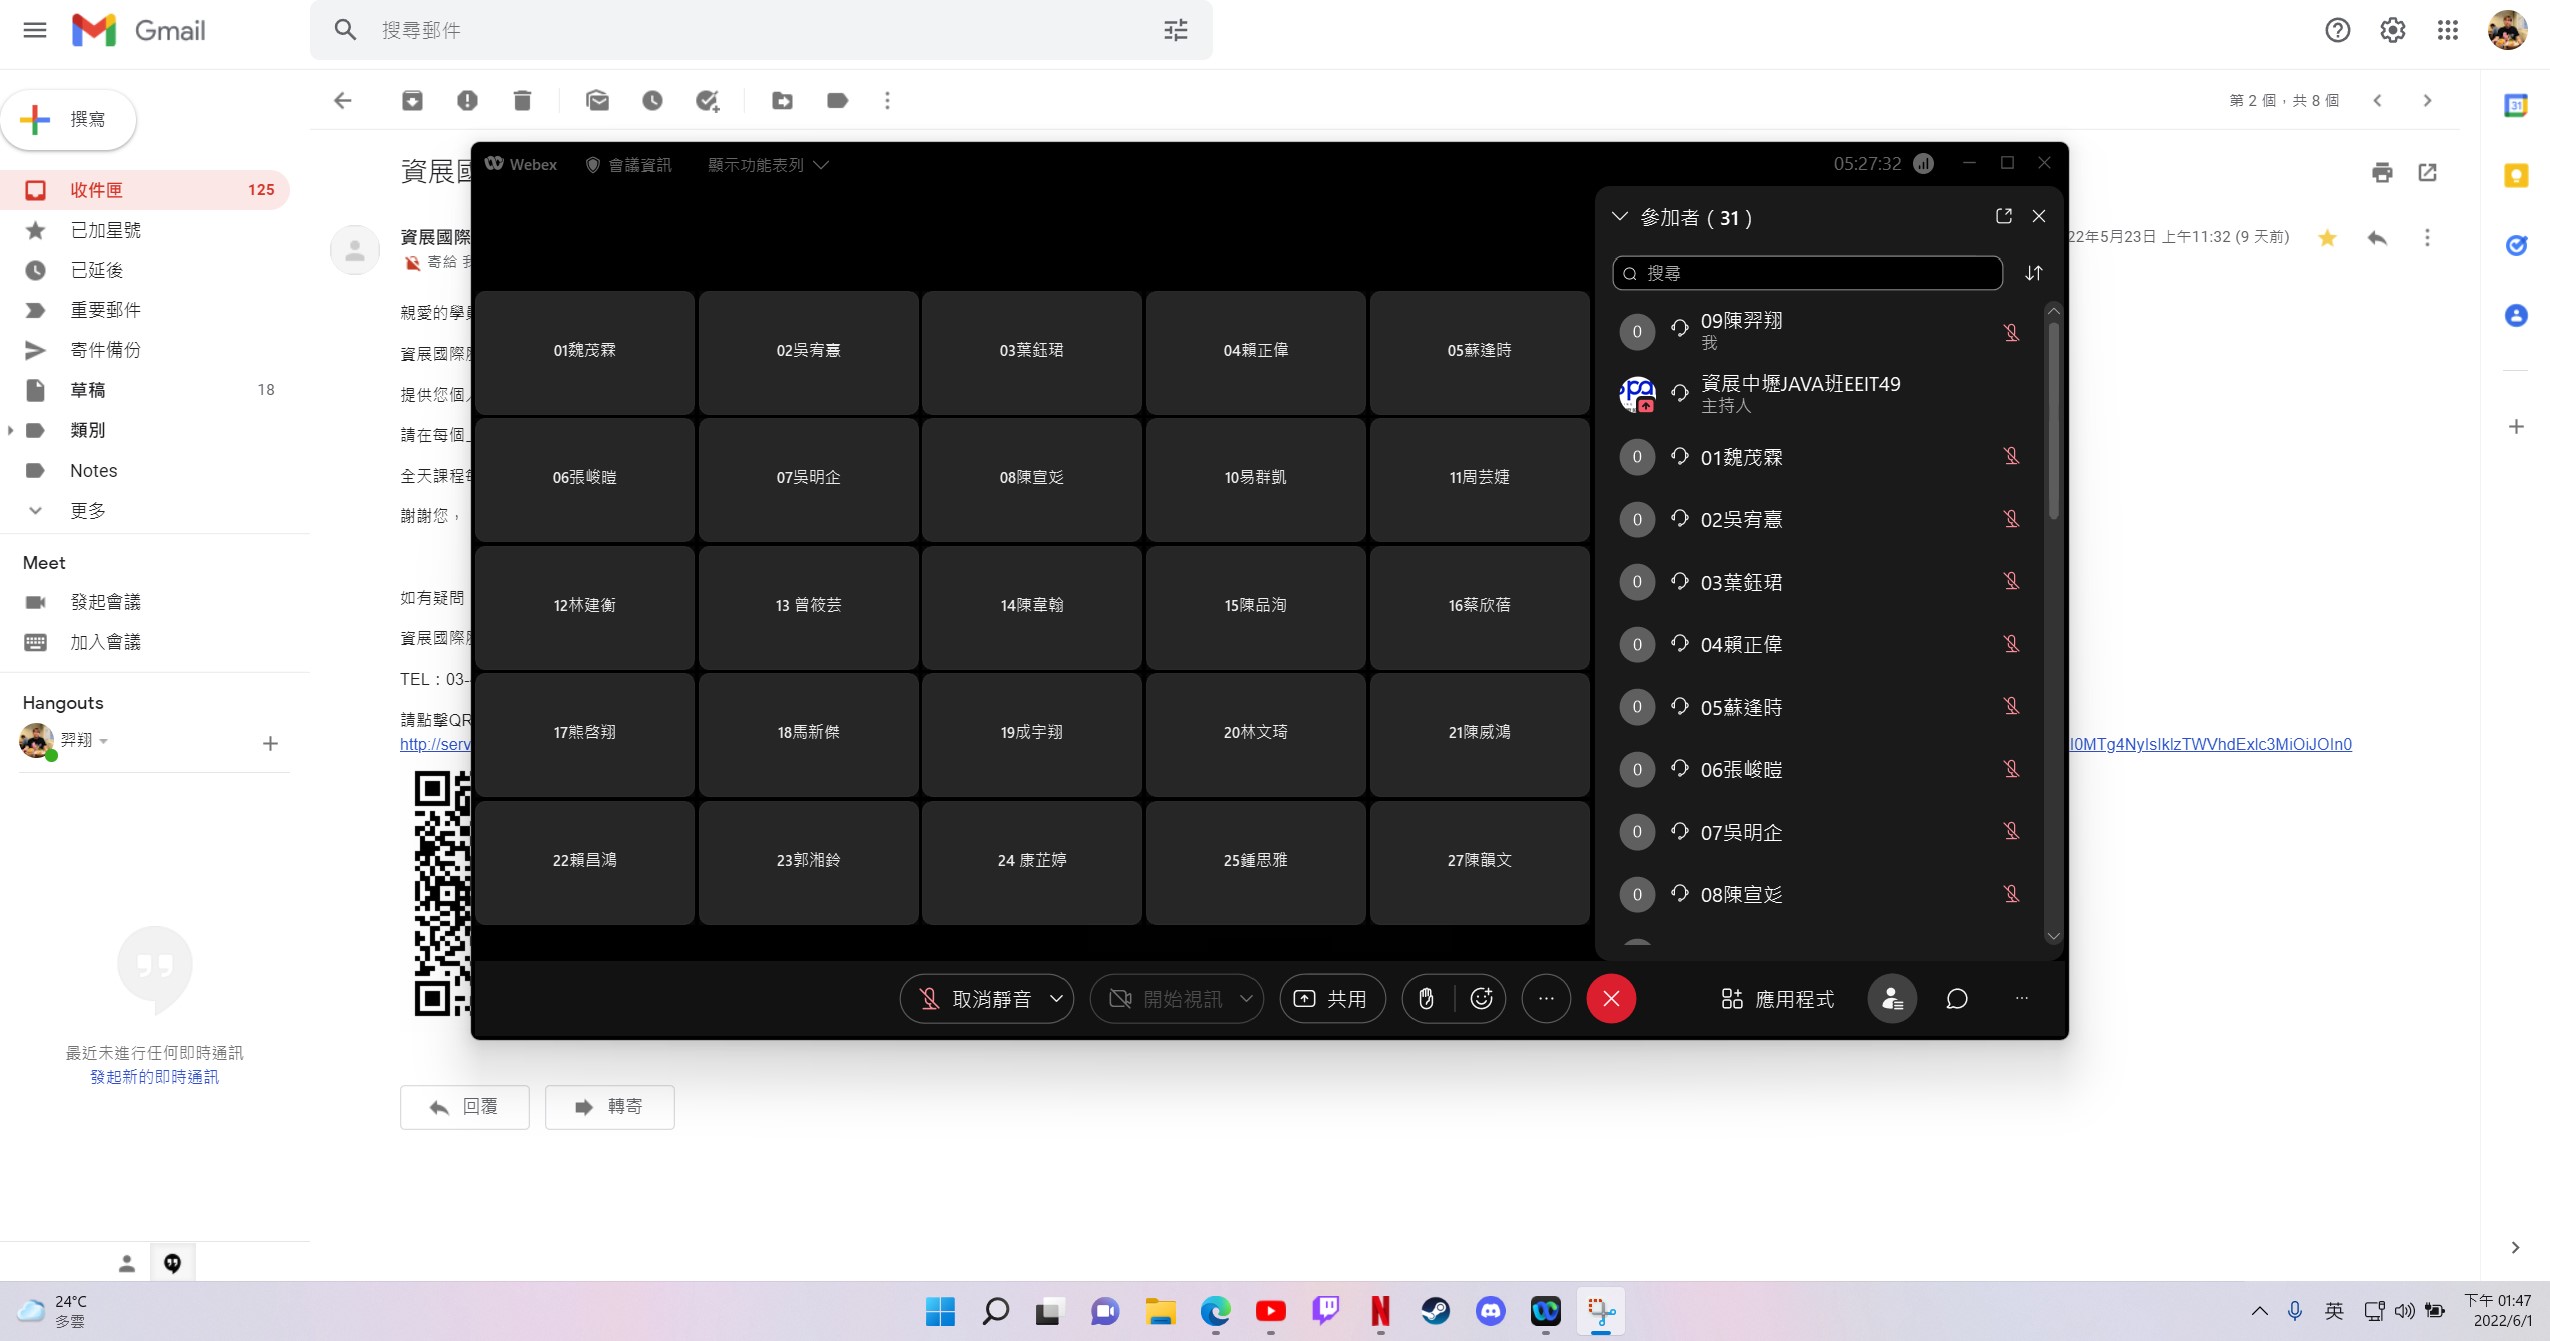 Gmail
搜尋郵件
撰寫
收件匣 125
已加星號
已延後
重要郵件
寄件備份
草稿 18
類別
Notes
更多
Meet
發起會議
加入會議
Hangouts
羿翔
最近未進行任何即時通訊
發起新的即時通訊
第 2 個，共 8 個
資展國
資展國際
寄給 我
22年5月23日 上午11:32 (9 天前)
親愛的學員
資展國際
提供您個人
請在每個
全天課程每
謝謝您，
如有疑問
資展國際
TEL：03-
請點擊QR
http://serv
I0MTg4NyIsIklzTWVhdExlc3MiOiJOIn0
回覆
轉寄
Webex
會議資訊
顯示功能表列
05:27:32
01魏茂霖
02吳宥憙
03葉鈺珺
04賴正偉
05蘇逢時
06張峻暟
07吳明企
08陳宣彣
10易群凱
11周芸婕
12林建衡
13 曾筱芸
14陳韋翰
15陳品洵
16蔡欣蓓
17熊啓翔
18馬新傑
19成宇翔
20林文琦
21陳威鴻
22賴昌鴻
23郭湘鈴
24 康芷婷
25鍾思雅
27陳韻文
參加者 ( 31 )
搜尋
0 09陳羿翔
我
資展中壢JAVA班EEIT49
主持人
0 01魏茂霖
0 02吳宥憙
0 03葉鈺珺
0 04賴正偉
0 05蘇逢時
0 06張峻暟
0 07吳明企
0 08陳宣彣
取消靜音
開始視訊
共用
應用程式
24°C
多雲
英
下午 01:47
2022/6/1